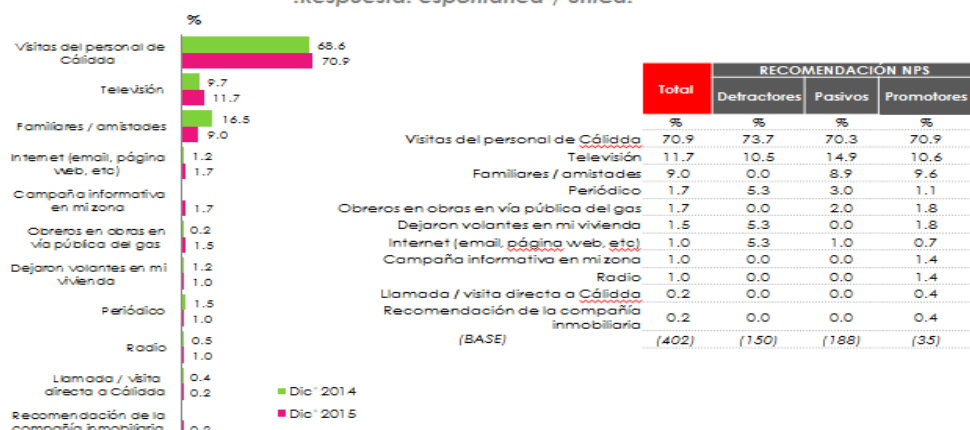 .Respuesta: espontánea / única.
%
Visitas del personal de
Cálidda
68.6
70.9
Televisión
9.7
11.7
Familiares / amistades
16.5
9.0
Internet (email, página
web, etc)
1.2
1.7
Campaña informativa
en mi zona
1.7
Obreros en obras en
vía pública del gas
0.2
1.5
Dejaron volantes en mi
vivienda
1.2
1.0
Periódico
1.5
1.0
Radio
0.5
1.0
Llamada / visita
directa a Cálidda
0.4
0.2
Recomendación de la
compañía inmobiliaria
0.2
Dic´ 2014
Dic´ 2015
Total RECOMENDACIÓN NPS
Detractores Pasivos Promotores
% % % %
Visitas del personal de Cálidda 70.9 73.7 70.3 70.9
Televisión 11.7 10.5 14.9 10.6
Familiares / amistades 9.0 0.0 8.9 9.6
Periódico 1.7 5.3 3.0 1.1
Obreros en obras en vía pública del gas 1.7 0.0 2.0 1.8
Dejaron volantes en mi vivienda 1.5 5.3 0.0 1.8
Internet (email, página web, etc) 1.0 5.3 1.0 0.7
Campaña informativa en mi zona 1.0 0.0 0.0 1.4
Radio 1.0 0.0 0.0 1.4
Llamada / visita directa a Cálidda 0.2 0.0 0.0 0.4
Recomendación de la compañía
inmobiliaria 0.2 0.0 0.0 0.4
(BASE) (402) (150) (188) (35)